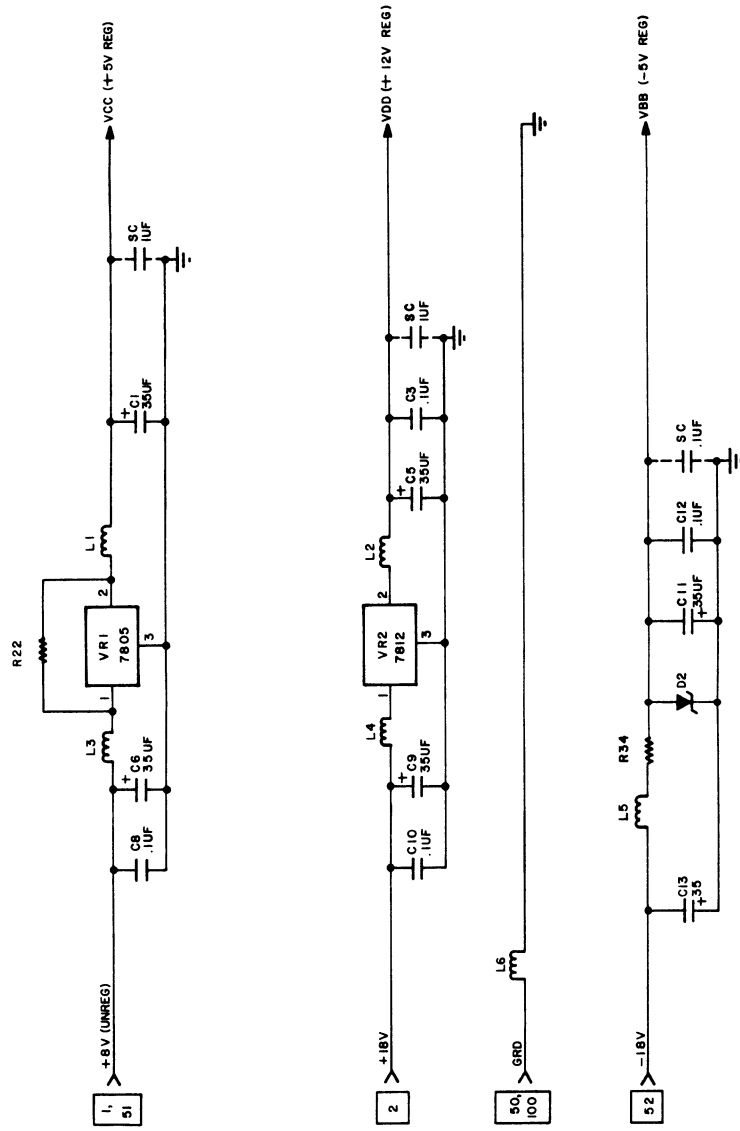 1,
51
+8V (UNREG)
C8
.1UF
+
C6
35UF
L3
1
R22
VR1
7805
2
3
L1
+
C1
35UF
SC
1UF
VCC (+5V REG)
2
+18V
C10
.1UF
+
C9
35UF
L4
1
VR2
7812
2
3
L2
+
C5
35UF
C3
.1UF
SC
1UF
VDD (+12V REG)
50,
100
GRD
L6
52
-18V
C13
+35
L5
R34
D2
C11
+35UF
C12
.1UF
SC
.1UF
VBB (-5V REG)